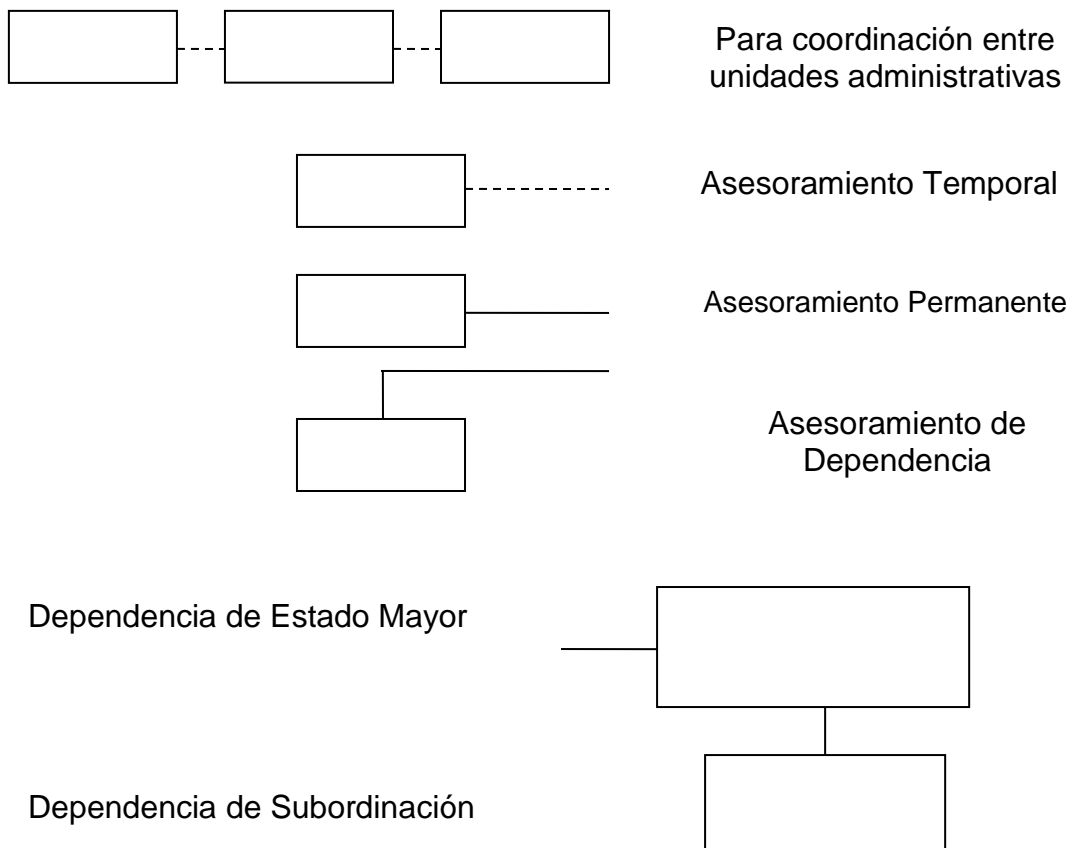 Para coordinación entre
unidades administrativas
Asesoramiento Temporal
Asesoramiento Permanente
Asesoramiento de
Dependencia
Dependencia de Estado Mayor
Dependencia de Subordinación